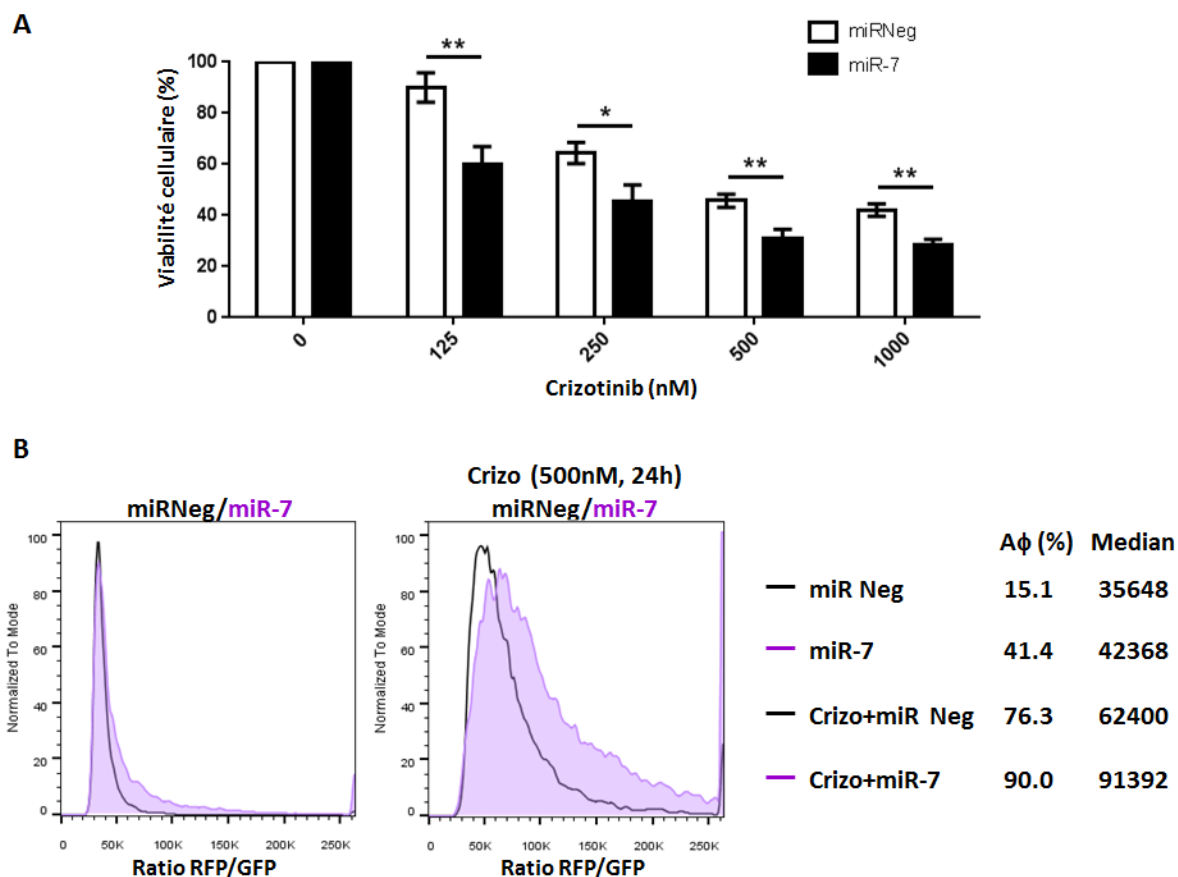 A
miRNeg
miR-7
Viabilité cellulaire (%)
100
80
60
40
20
0
**
*
**
**
0
125
250
500
1000
Crizotinib (nM)
B
miRNeg/miR-7
Normalized To Mode
100
80
60
40
20
0
0
50K
100K
150K
200K
250K
Ratio RFP/GFP
Crizo (500nM, 24h)
miRNeg/miR-7
Normalized To Mode
100
80
60
40
20
0
0
50K
100K
150K
200K
250K
Ratio RFP/GFP
Aϕ (%) Median
miR Neg 15.1 35648
miR-7 41.4 42368
Crizo+miR Neg 76.3 62400
Crizo+miR-7 90.0 91392